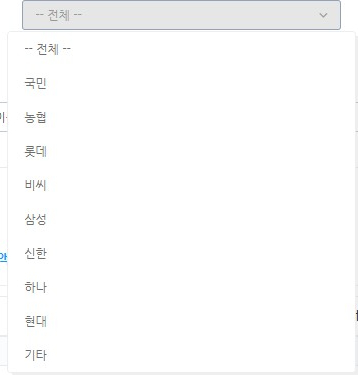 -- 전체 --
-- 전체 --
국민
농협
롯데
비씨
삼성
신한
하나
현대
기타